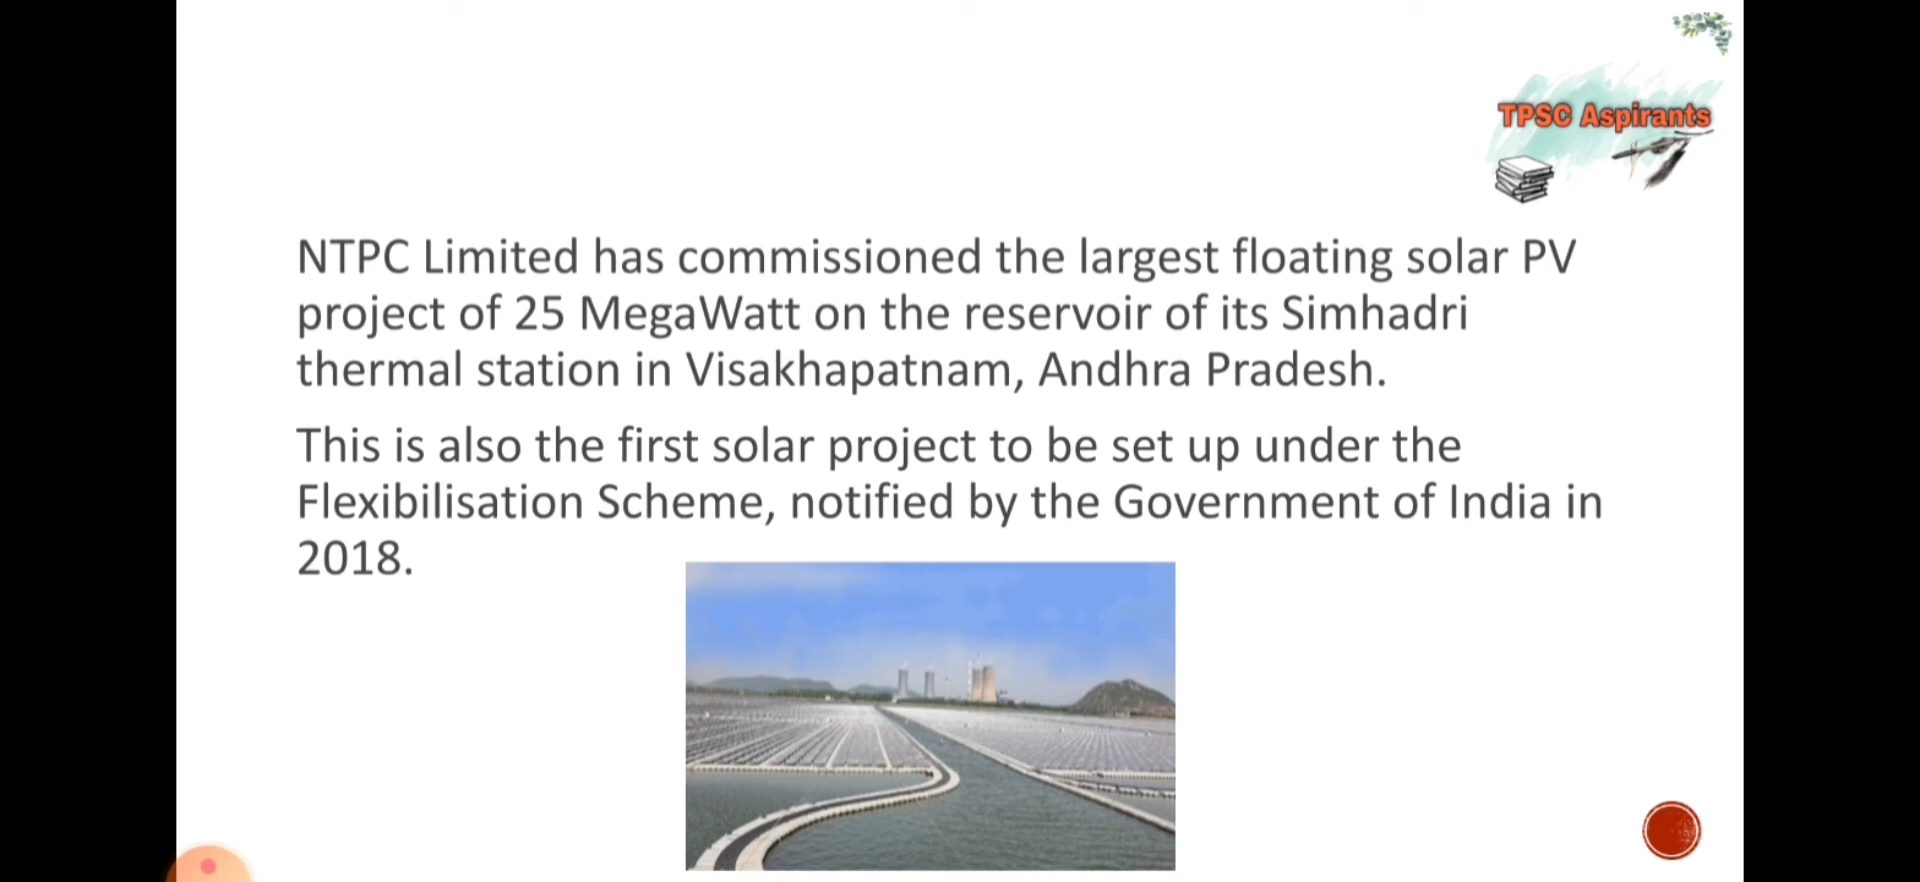 TPSC Aspirants
NTPC Limited has commissioned the largest floating solar PV
project of 25 MegaWatt on the reservoir of its Simhadri
thermal station in Visakhapatnam, Andhra Pradesh.
This is also the first solar project to be set up under the
Flexibilisation Scheme, notified by the Government of India in
2018.